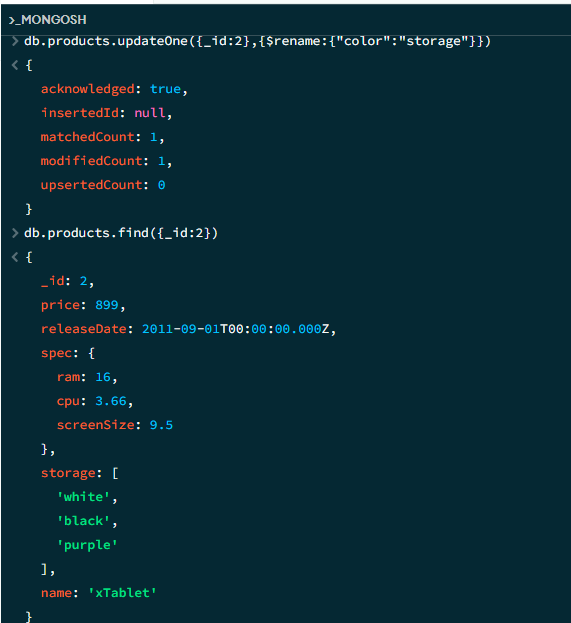 >_MONGOSH
> db.products.updateOne({_id:2},{$rename:{"color":"storage"}})
< {
acknowledged: true,
insertedId: null,
matchedCount: 1,
modifiedCount: 1,
upsertedCount: 0
}
> db.products.find({_id:2})
< {
_id: 2,
price: 899,
releaseDate: 2011-09-01T00:00:00.000Z,
spec: {
ram: 16,
cpu: 3.66,
screenSize: 9.5
},
storage: [
'white',
'black',
'purple'
],
name: 'xTablet'
}